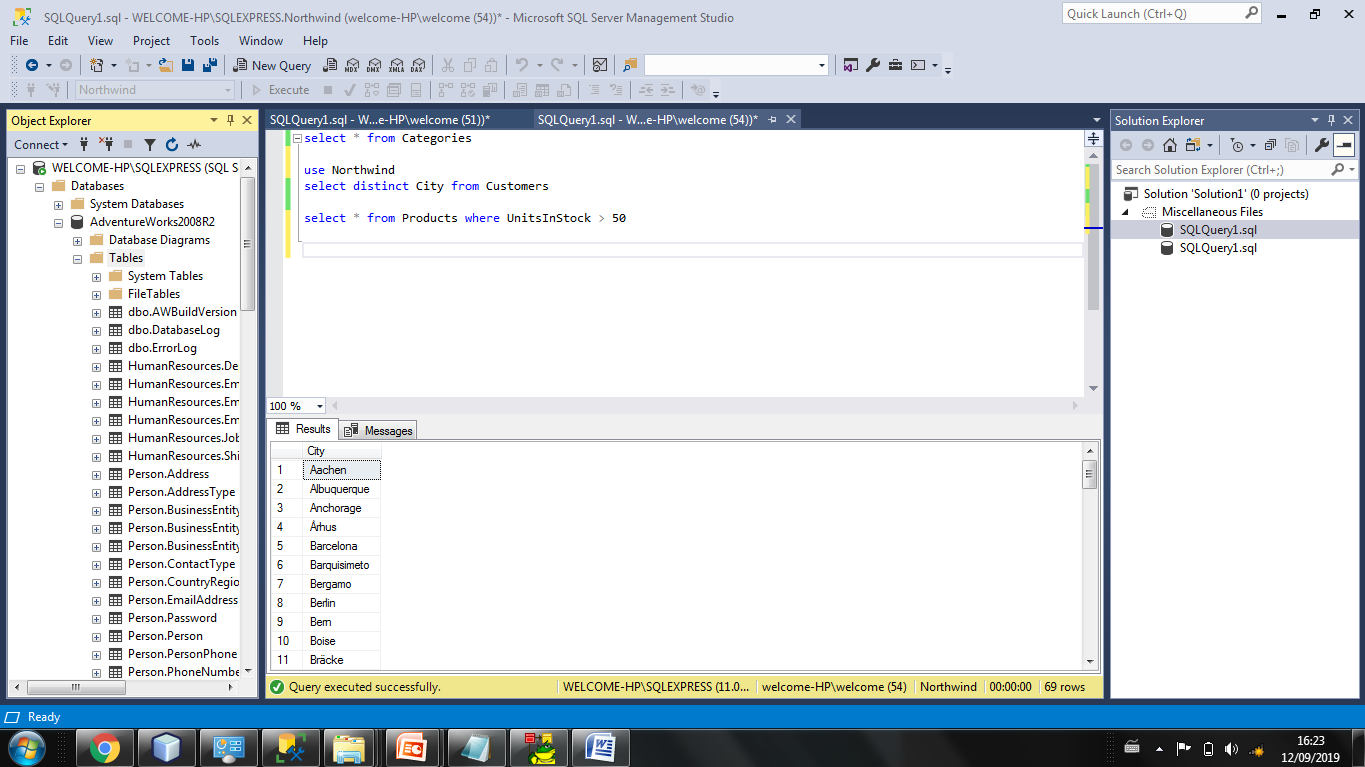 SQLQuery1.sql - WELCOME-HP\SQLEXPRESS.Northwind (welcome-HP\welcome (54))* - Microsoft SQL Server Management Studio
Quick Launch (Ctrl+Q)
File Edit View Project Tools Window Help
New Query MDX DMX XMLA DAX
Northwind Execute
Object Explorer
Connect
WELCOME-HP\SQLEXPRESS (SQL S
Databases
System Databases
AdventureWorks2008R2
Database Diagrams
Tables
System Tables
FileTables
dbo.AWBuildVersion
dbo.DatabaseLog
dbo.ErrorLog
HumanResources.De
HumanResources.Em
HumanResources.Em
HumanResources.Em
HumanResources.Job
HumanResources.Shi
Person.Address
Person.AddressType
Person.BusinessEntity
Person.BusinessEntity
Person.BusinessEntity
Person.ContactType
Person.CountryRegio
Person.EmailAddress
Person.Password
Person.Person
Person.PersonPhone
Person.PhoneNumbe
SQLQuery1.sql - W...e-HP\welcome (51))* SQLQuery1.sql - W...e-HP\welcome (54))*
select * from Categories
use Northwind
select distinct City from Customers
select * from Products where UnitsInStock > 50
100 %
Results Messages
City
1 Aachen
2 Albuquerque
3 Anchorage
4 Århus
5 Barcelona
6 Barquisimeto
7 Bergamo
8 Berlin
9 Bern
10 Boise
11 Bräcke
Query executed successfully. WELCOME-HP\SQLEXPRESS (11.0... welcome-HP\welcome (54) Northwind 00:00:00 69 rows
Solution Explorer
Search Solution Explorer (Ctrl+;)
Solution 'Solution1' (0 projects)
Miscellaneous Files
SQLQuery1.sql
SQLQuery1.sql
Ready
16:23
12/09/2019